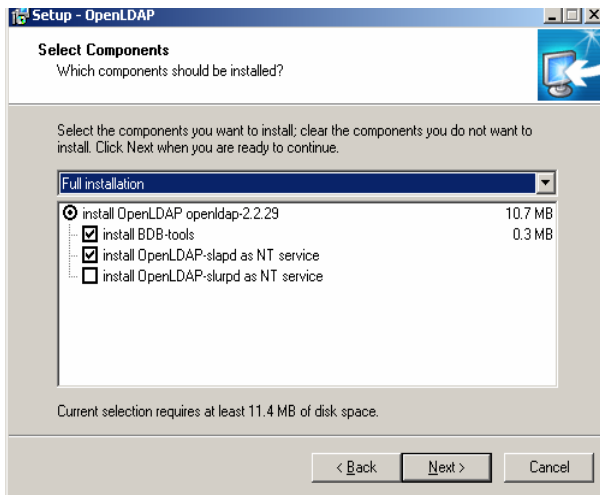 Setup - OpenLDAP
Select Components
Which components should be installed?
Select the components you want to install; clear the components you do not want to
install. Click Next when you are ready to continue.
Full installation
install OpenLDAP openldap-2.2.29 10.7 MB
install BDB-tools 0.3 MB
install OpenLDAP-slapd as NT service
install OpenLDAP-slurpd as NT service
Current selection requires at least 11.4 MB of disk space.
< Back Next > Cancel